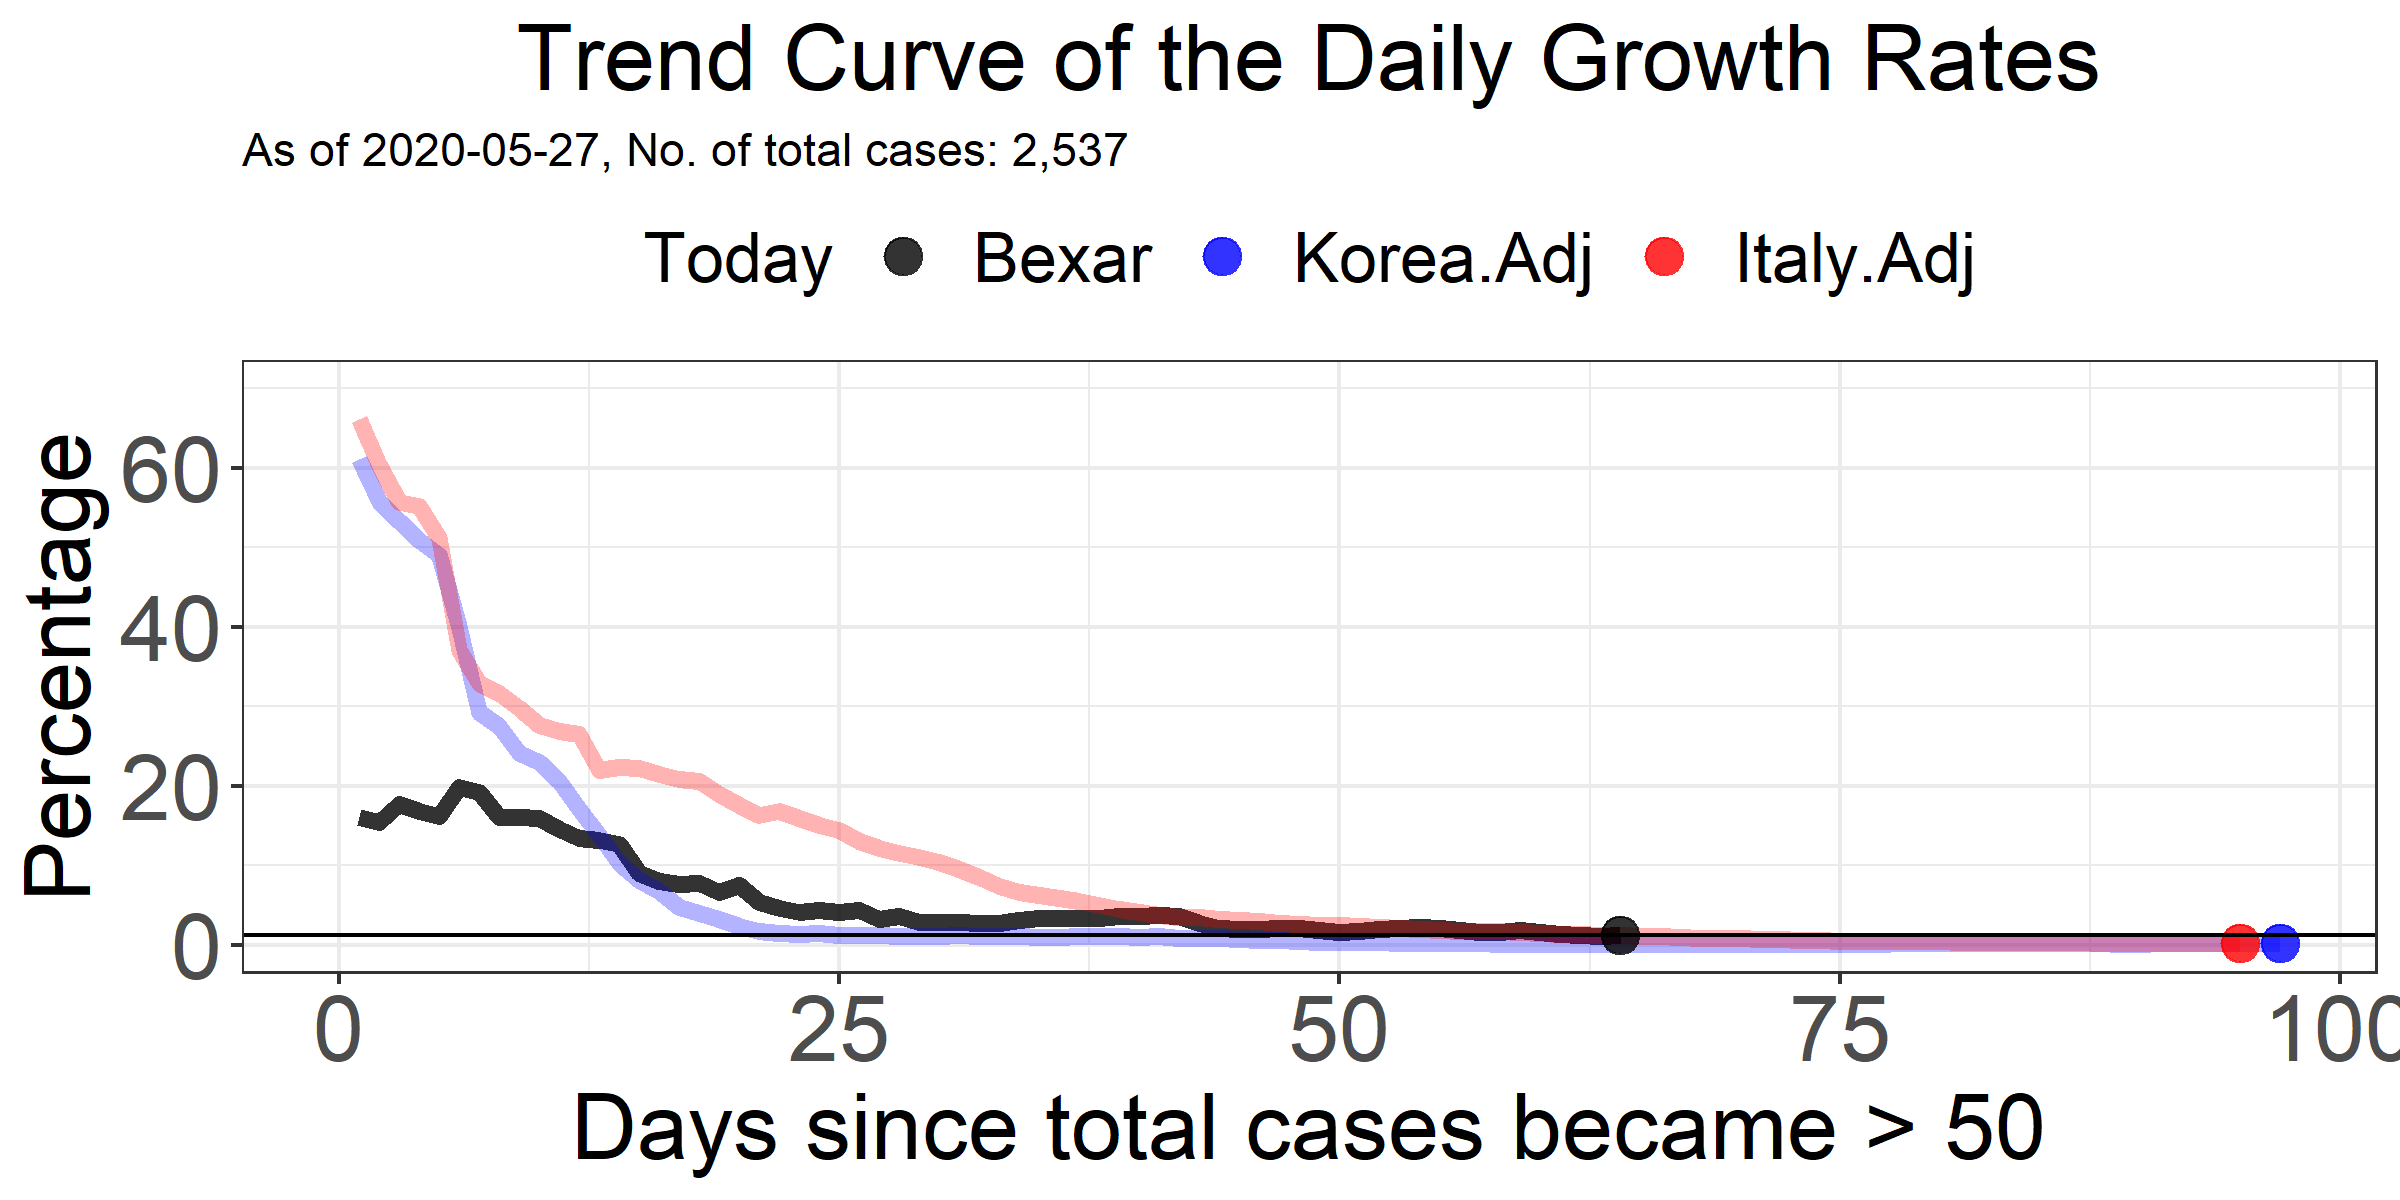 Trend Curve of the Daily Growth Rates
As of 2020-05-27, No. of total cases: 2,537
Today Bexar Korea.Adj Italy.Adj
Percentage
60
40
20
0
0 25 50 75 100
Days since total cases became > 50